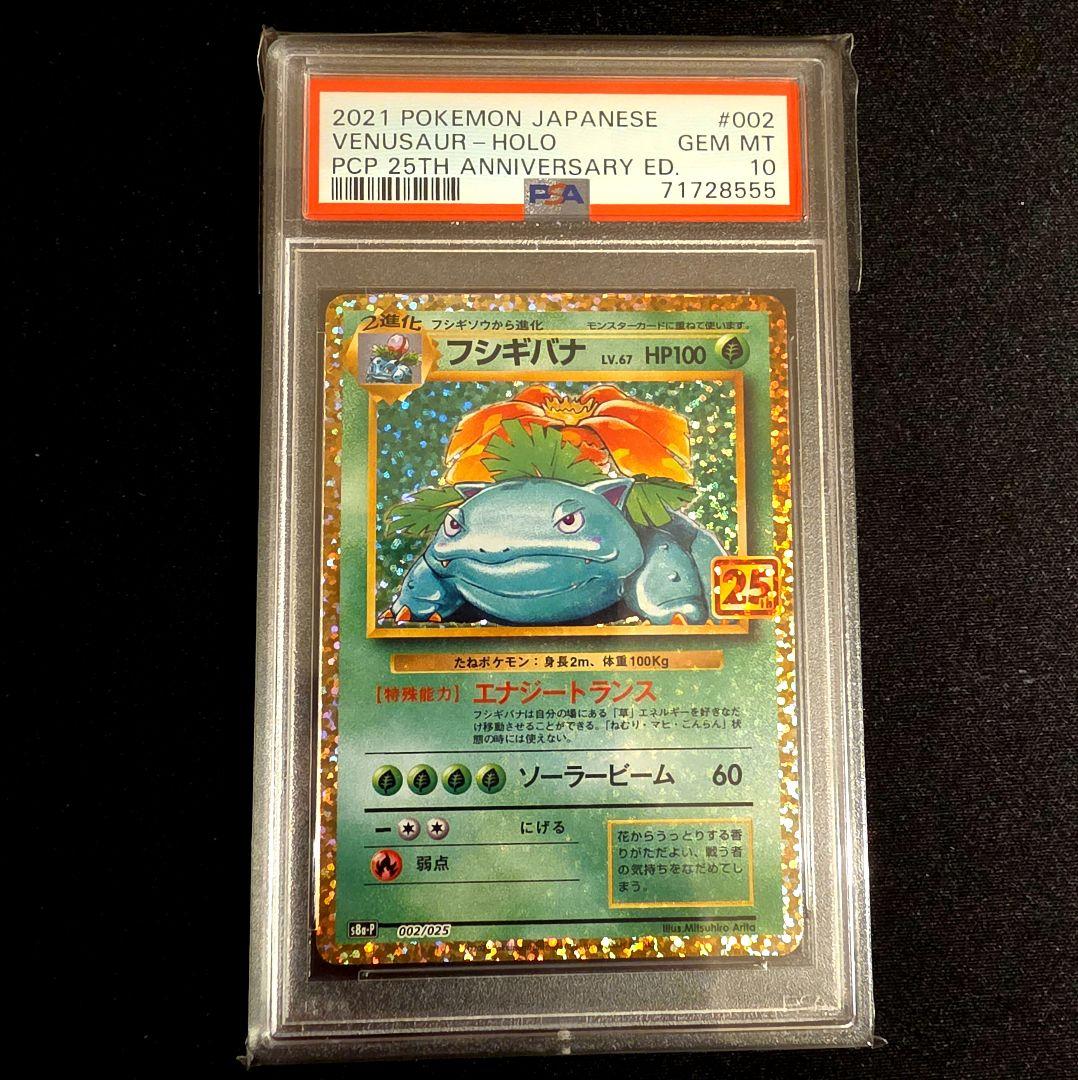 2021 POKEMON JAPANESE #002
VENUSAUR-HOLO GEM MT
PCP 25TH ANNIVERSARY ED. 10
PSA 71728555
2進化 フシギソウから進化 モンスターカードに重ねて使います。
フシギバナ LV.67 HP100
25th
たねポケモン：身長2m、体重100Kg
【特殊能力】エナジートランス
フシギバナは自分の場にある「草」エネルギーを好きなだ
け移動させることができる。「ねむり・マヒ・こんらん」状
態の時には使えない。
ソーラービーム 60
にげる
弱点
花からうっとりする香
りがただよい、戦う者
の気持ちをなだめてし
まう。
s8a-P 002/025
Illus.Mitsuhiro Arita